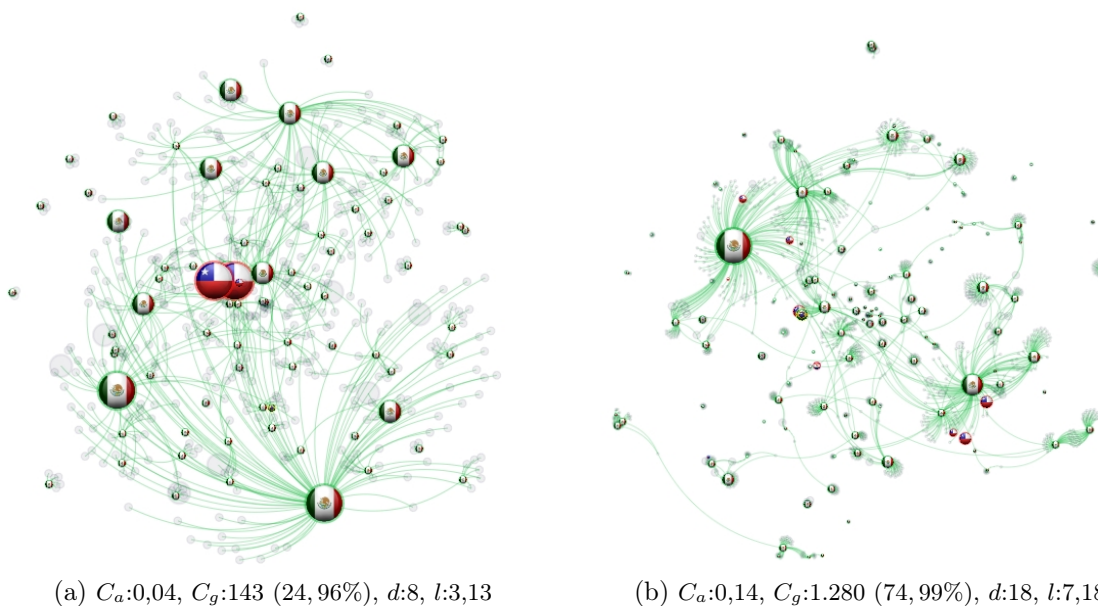 (a) Cₐ:0,04, C_g:143 (24, 96%), d:8, l:3,13
(b) Cₐ:0,14, C_g:1.280 (74, 99%), d:18, l:7,18